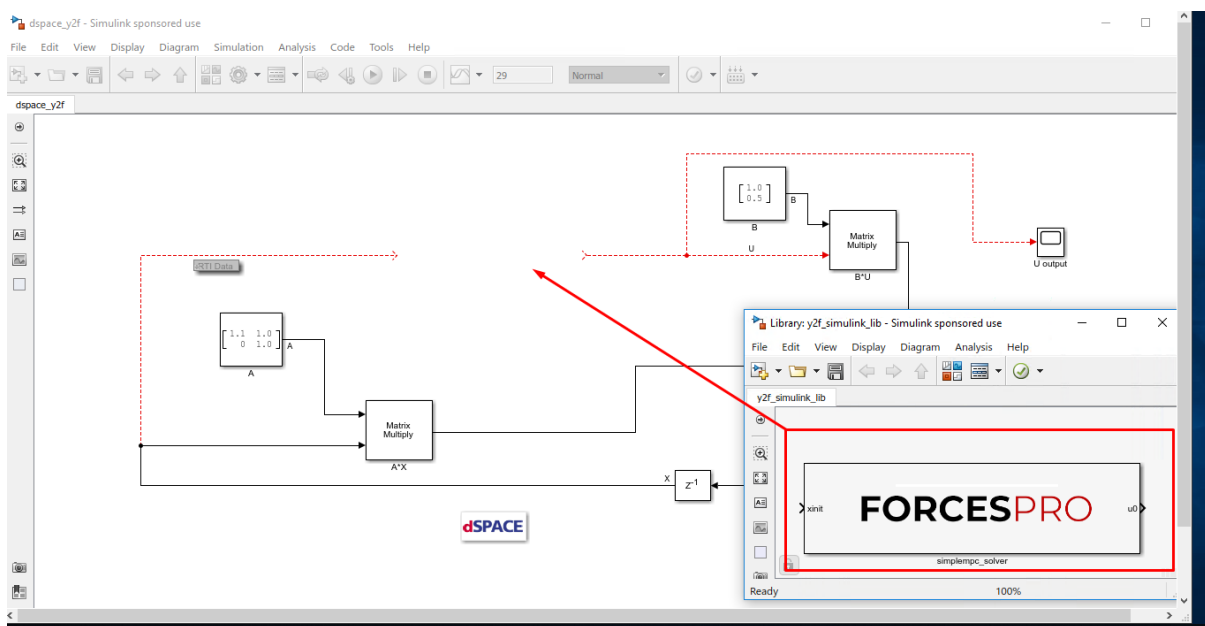 dspace_y2f - Simulink sponsored use
File Edit View Display Diagram Simulation Analysis Code Tools Help
29 Normal
dspace_y2f
1.0
0.5
B
B
Matrix
Multiply
B*U
U
U output
RTI Data
1.1 1.0
0 1.0
A
A
Matrix
Multiply
A*X
X
z-1
dSPACE
Library: y2f_simulink_lib - Simulink sponsored use
File Edit View Display Diagram Analysis Help
y2f_simulink_lib
xinit
FORCESPRO
u0
simplempc_solver
Ready 100%